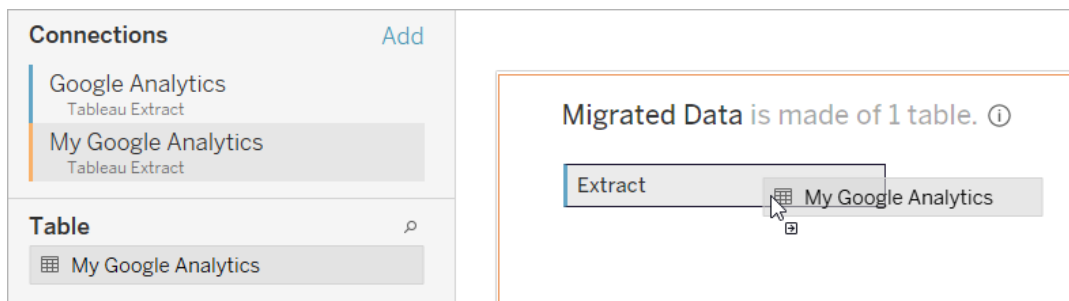 Connections Add
Google Analytics
Tableau Extract
My Google Analytics
Tableau Extract
Table
My Google Analytics
Migrated Data is made of 1 table.
Extract
My Google Analytics